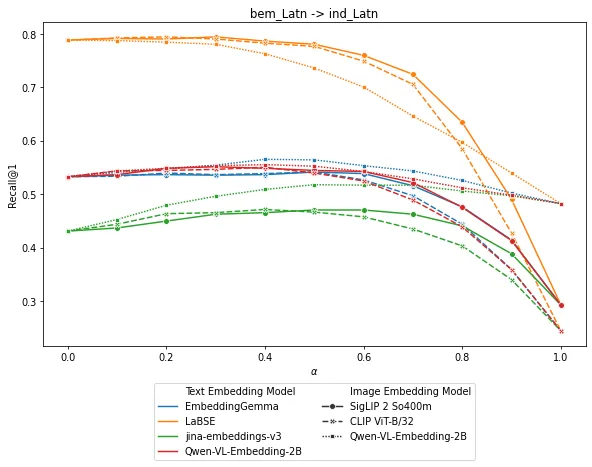 bem_Latn -> ind_Latn
Recall@1
0.8
0.7
0.6
0.5
0.4
0.3
0.0 0.2 0.4 0.6 0.8 1.0
α
Text Embedding Model Image Embedding Model
EmbeddingGemma SigLIP 2 So400m
LaBSE CLIP ViT-B/32
jina-embeddings-v3 Qwen-VL-Embedding-2B
Qwen-VL-Embedding-2B